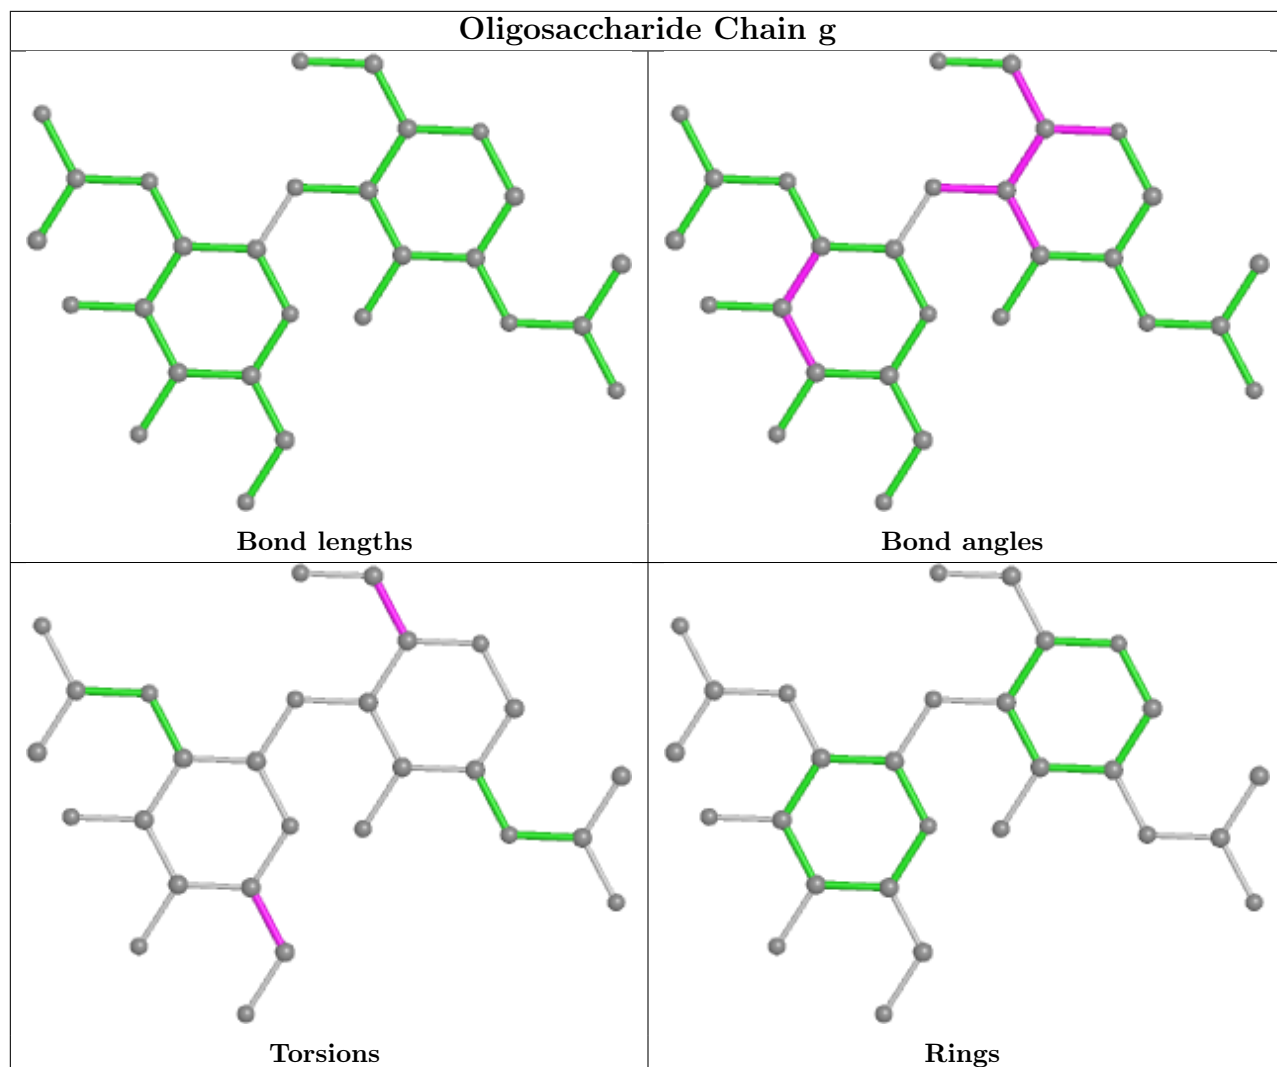 Oligosaccharide Chain g
Bond lengths
Bond angles
Torsions
Rings